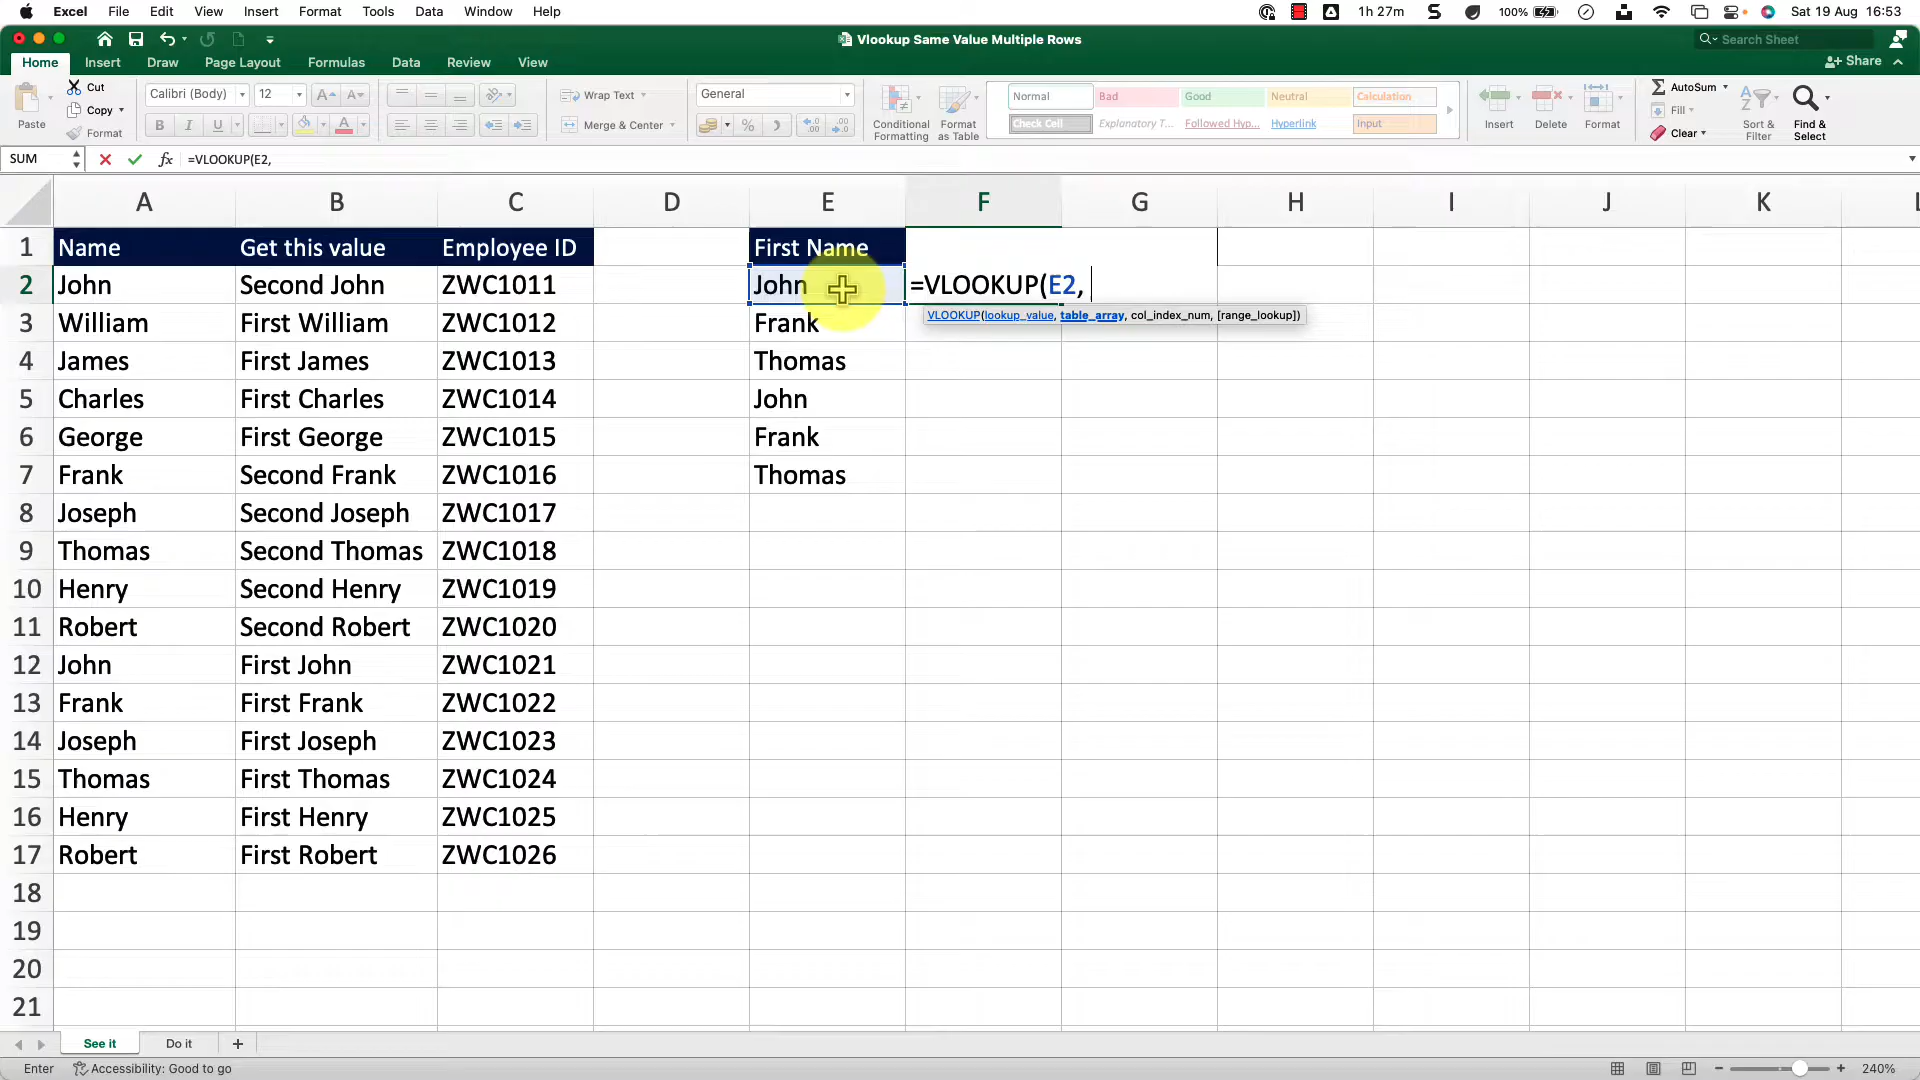 Excel File Edit View Insert Format Tools Data Window Help 1h 27m 100% Sat 19 Aug 16:53
Vlookup Same Value Multiple Rows Search Sheet
Home Insert Draw Page Layout Formulas Data Review View Share
Paste Cut Copy Format
Calibri (Body) 12 A A B I U A
Wrap Text Merge & Center
General %
Conditional Formatting Format as Table
Normal Bad Good Neutral Calculation
Check Cell Explanatory T... Followed Hyp... Hyperlink Input
Insert Delete Format
AutoSum Fill Clear
Sort & Filter Find & Select
SUM fx =VLOOKUP(E2,
A B C D E F G H I J K L
1 Name Get this value Employee ID First Name
2 John Second John ZWC1011 John =VLOOKUP(E2,
VLOOKUP(lookup_value, table_array, col_index_num, [range_lookup])
3 William First William ZWC1012 Frank
4 James First James ZWC1013 Thomas
5 Charles First Charles ZWC1014 John
6 George First George ZWC1015 Frank
7 Frank Second Frank ZWC1016 Thomas
8 Joseph Second Joseph ZWC1017
9 Thomas Second Thomas ZWC1018
10 Henry Second Henry ZWC1019
11 Robert Second Robert ZWC1020
12 John First John ZWC1021
13 Frank First Frank ZWC1022
14 Joseph First Joseph ZWC1023
15 Thomas First Thomas ZWC1024
16 Henry First Henry ZWC1025
17 Robert First Robert ZWC1026
18
19
20
21
See it Do it +
Enter Accessibility: Good to go 240%